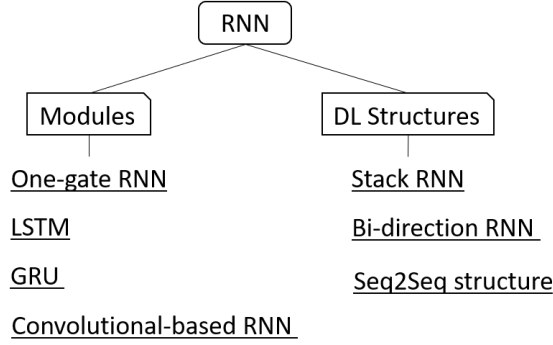 RNN
Modules
DL Structures
One-gate RNN
LSTM
GRU
Convolutional-based RNN
Stack RNN
Bi-direction RNN
Seq2Seq structure